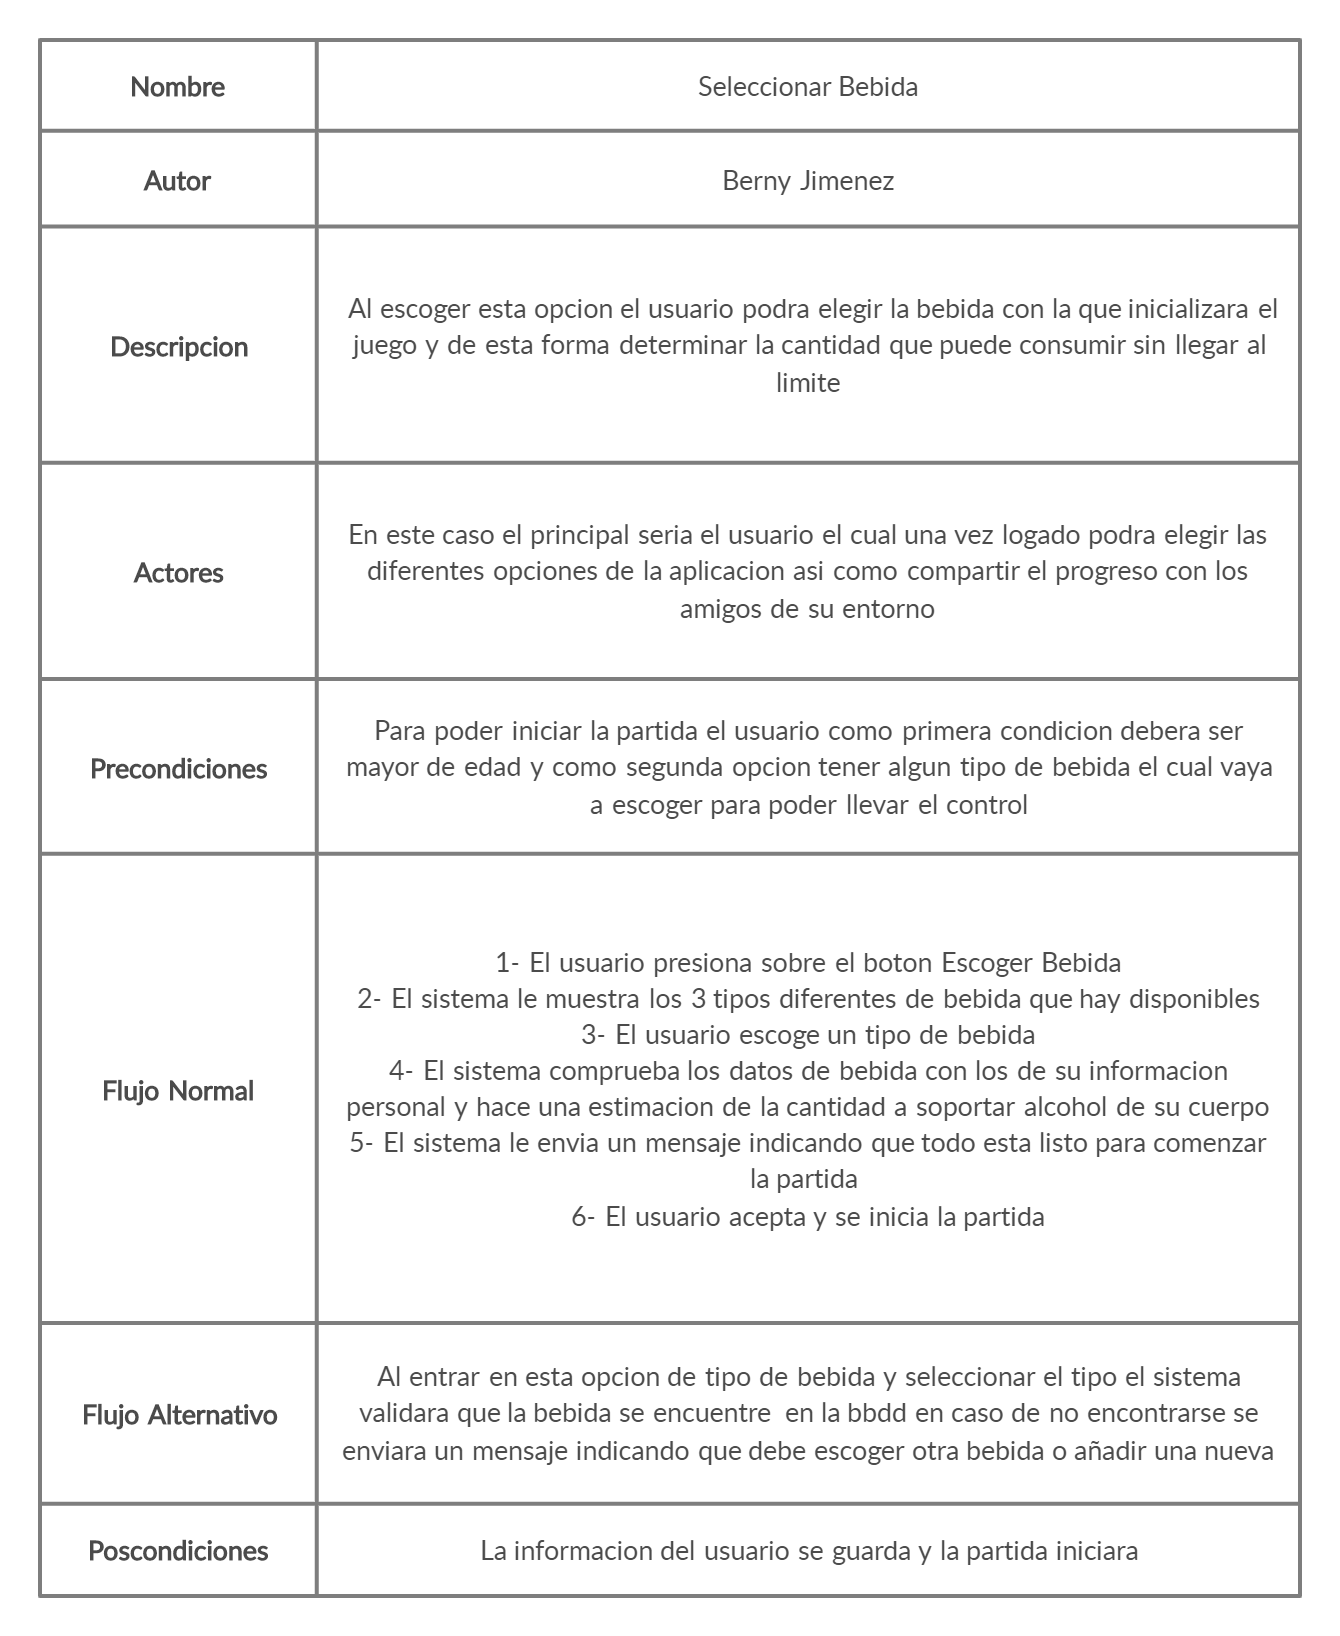 Nombre
Seleccionar Bebida
Autor
Berny Jimenez
Descripcion
Al escoger esta opcion el usuario podra elegir la bebida con la que inicializara el
juego y de esta forma determinar la cantidad que puede consumir sin llegar al
limite
Actores
En este caso el principal seria el usuario el cual una vez logado podra elegir las
diferentes opciones de la aplicacion asi como compartir el progreso con los
amigos de su entorno
Precondiciones
Para poder iniciar la partida el usuario como primera condicion debera ser
mayor de edad y como segunda opcion tener algun tipo de bebida el cual vaya
a escoger para poder llevar el control
Flujo Normal
1- El usuario presiona sobre el boton Escoger Bebida
2- El sistema le muestra los 3 tipos diferentes de bebida que hay disponibles
3- El usuario escoge un tipo de bebida
4- El sistema comprueba los datos de bebida con los de su informacion
personal y hace una estimacion de la cantidad a soportar alcohol de su cuerpo
5- El sistema le envia un mensaje indicando que todo esta listo para comenzar
la partida
6- El usuario acepta y se inicia la partida
Flujo Alternativo
Al entrar en esta opcion de tipo de bebida y seleccionar el tipo el sistema
validara que la bebida se encuentre en la bbdd en caso de no encontrarse se
enviara un mensaje indicando que debe escoger otra bebida o añadir una nueva
Poscondiciones
La informacion del usuario se guarda y la partida iniciara